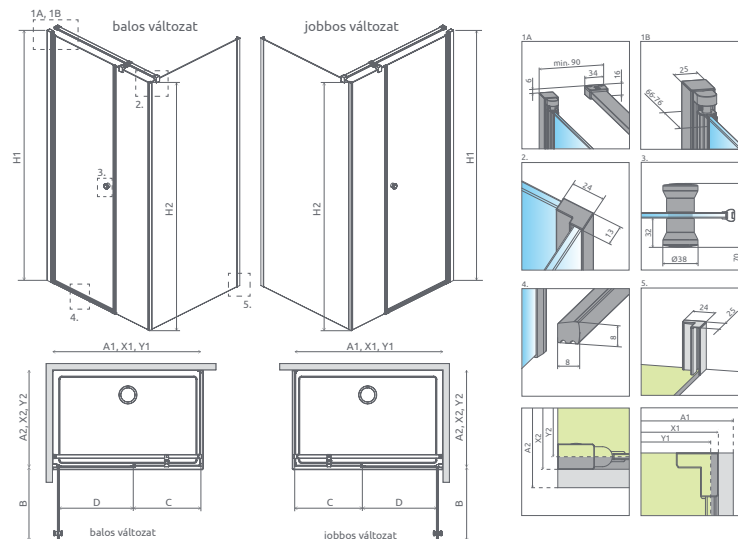 1A, 1B
balos változat
jobbos változat
H1
2.
3.
H2
4.
H2
H1
5.
1A
min. 90
34
16
6
1B
25
66-76
2.
24
13
3.
32
Ø38
70
4.
8
8
5.
24
25
A1, X1, Y1
A2, X2, Y2
B
D
C
balos változat
A1, X1, Y1
A2, X2, Y2
C
D
B
jobbos változat
A2
X2
Y2
A1
X1
Y1